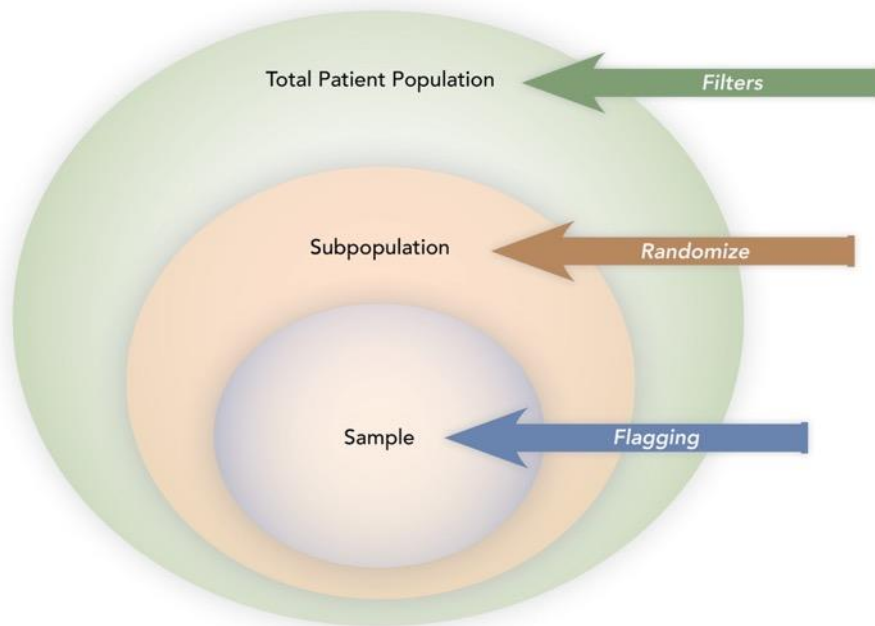 Total Patient Population
Filters
Subpopulation
Randomize
Sample
Flagging